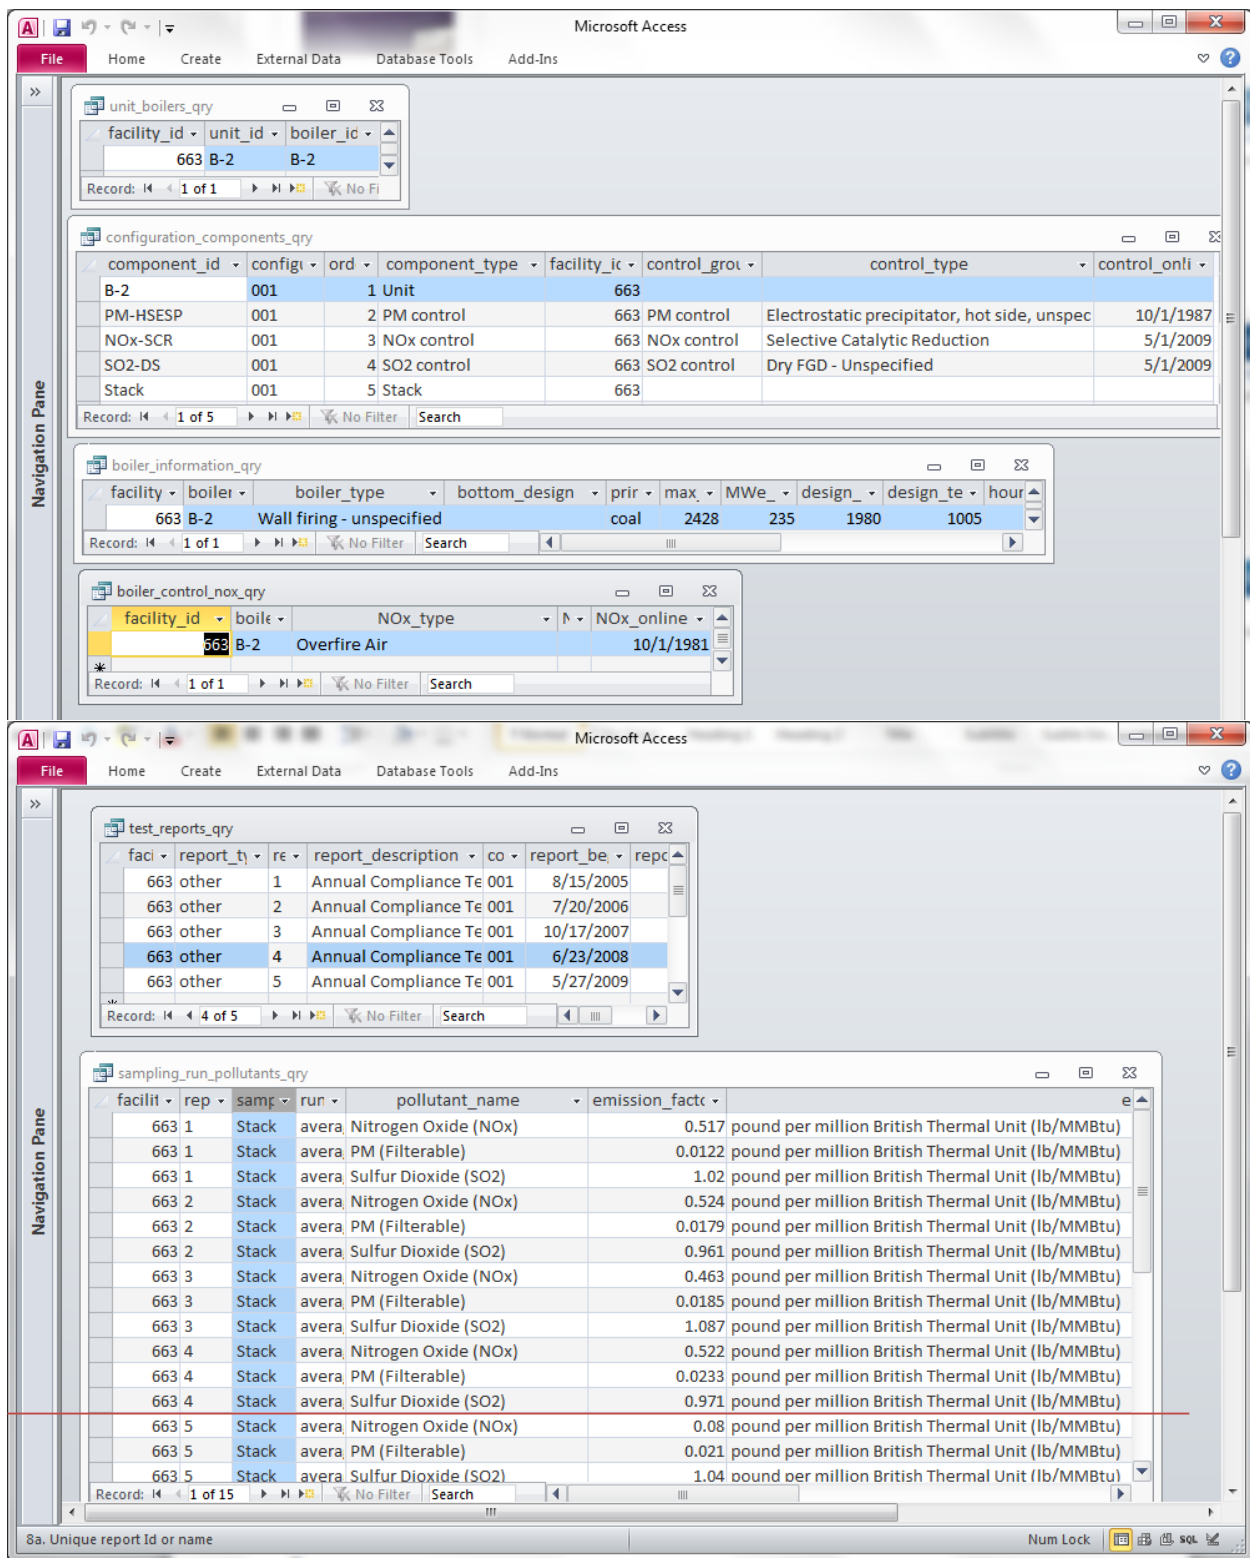 Microsoft Access
File Home Create External Data Database Tools Add-Ins
Navigation Pane
unit_boilers_qry
facility_id unit_id boiler_id
663 B-2 B-2
Record: 1 of 1 No Fi
configuration_components_qry
component_id configu ord component_type facility_ic control_grou control_type control_onli
B-2 001 1 Unit 663
PM-HSESP 001 2 PM control 663 PM control Electrostatic precipitator, hot side, unspec 10/1/1987
NOx-SCR 001 3 NOx control 663 NOx control Selective Catalytic Reduction 5/1/2009
SO2-DS 001 4 SO2 control 663 SO2 control Dry FGD - Unspecified 5/1/2009
Stack 001 5 Stack 663
Record: 1 of 5 No Filter Search
boiler_information_qry
facility boiler boiler_type bottom_design prir max_ MWe_ design_ design_te hour
663 B-2 Wall firing - unspecified coal 2428 235 1980 1005
Record: 1 of 1 No Filter Search
boiler_control_nox_qry
facility_id boile NOx_type N NOx_online
663 B-2 Overfire Air 10/1/1981
Record: 1 of 1 No Filter Search
Microsoft Access
File Home Create External Data Database Tools Add-Ins
Navigation Pane
test_reports_qry
faci report_ty re report_description co report_be repo
663 other 1 Annual Compliance Te 001 8/15/2005
663 other 2 Annual Compliance Te 001 7/20/2006
663 other 3 Annual Compliance Te 001 10/17/2007
663 other 4 Annual Compliance Te 001 6/23/2008
663 other 5 Annual Compliance Te 001 5/27/2009
Record: 4 of 5 No Filter Search
sampling_run_pollutants_qry
facilit rep samp run pollutant_name emission_facto e
663 1 Stack avera Nitrogen Oxide (NOx) 0.517 pound per million British Thermal Unit (lb/MMBtu)
663 1 Stack avera PM (Filterable) 0.0122 pound per million British Thermal Unit (lb/MMBtu)
663 1 Stack avera Sulfur Dioxide (SO2) 1.02 pound per million British Thermal Unit (lb/MMBtu)
663 2 Stack avera Nitrogen Oxide (NOx) 0.524 pound per million British Thermal Unit (lb/MMBtu)
663 2 Stack avera PM (Filterable) 0.0179 pound per million British Thermal Unit (lb/MMBtu)
663 2 Stack avera Sulfur Dioxide (SO2) 0.961 pound per million British Thermal Unit (lb/MMBtu)
663 3 Stack avera Nitrogen Oxide (NOx) 0.463 pound per million British Thermal Unit (lb/MMBtu)
663 3 Stack avera PM (Filterable) 0.0185 pound per million British Thermal Unit (lb/MMBtu)
663 3 Stack avera Sulfur Dioxide (SO2) 1.087 pound per million British Thermal Unit (lb/MMBtu)
663 4 Stack avera Nitrogen Oxide (NOx) 0.522 pound per million British Thermal Unit (lb/MMBtu)
663 4 Stack avera PM (Filterable) 0.0233 pound per million British Thermal Unit (lb/MMBtu)
663 4 Stack avera Sulfur Dioxide (SO2) 0.971 pound per million British Thermal Unit (lb/MMBtu)
663 5 Stack avera Nitrogen Oxide (NOx) 0.08 pound per million British Thermal Unit (lb/MMBtu)
663 5 Stack avera PM (Filterable) 0.021 pound per million British Thermal Unit (lb/MMBtu)
663 5 Stack avera Sulfur Dioxide (SO2) 1.04 pound per million British Thermal Unit (lb/MMBtu)
Record: 1 of 15 No Filter Search
8a. Unique report Id or name Num Lock SQL